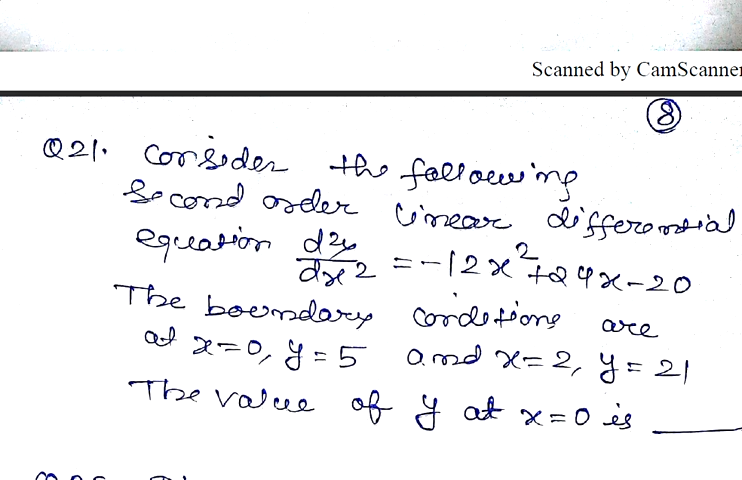 Scanned by CamScanner
8
Q21. Consider the following
Second order linear differential
equation d2y/dx2 = -12x²+24x-20
The boundary conditions are
at x=0, y=5 and x=2, y=21
The value of y at x=0 is ____